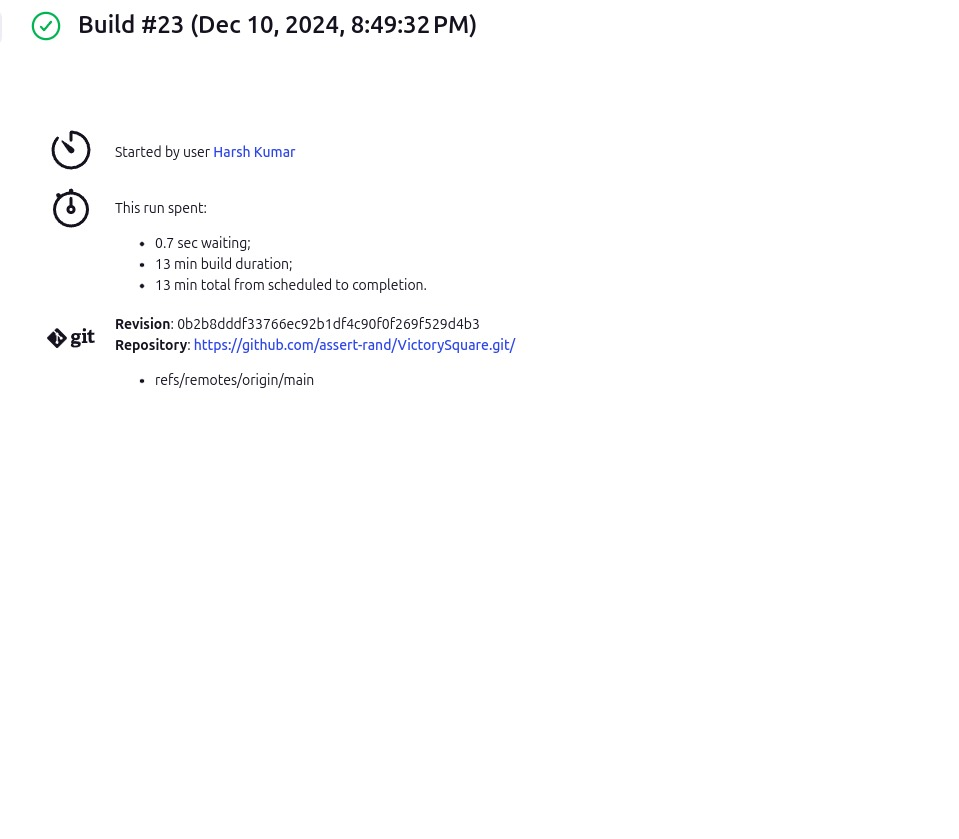 Build #23 (Dec 10, 2024, 8:49:32 PM)
Started by user Harsh Kumar
This run spent:
• 0.7 sec waiting;
• 13 min build duration;
• 13 min total from scheduled to completion.
git
Revision: 0b2b8dddf33766ec92b1df4c90f0f269f529d4b3
Repository: https://github.com/assert-rand/VictorySquare.git/
• refs/remotes/origin/main